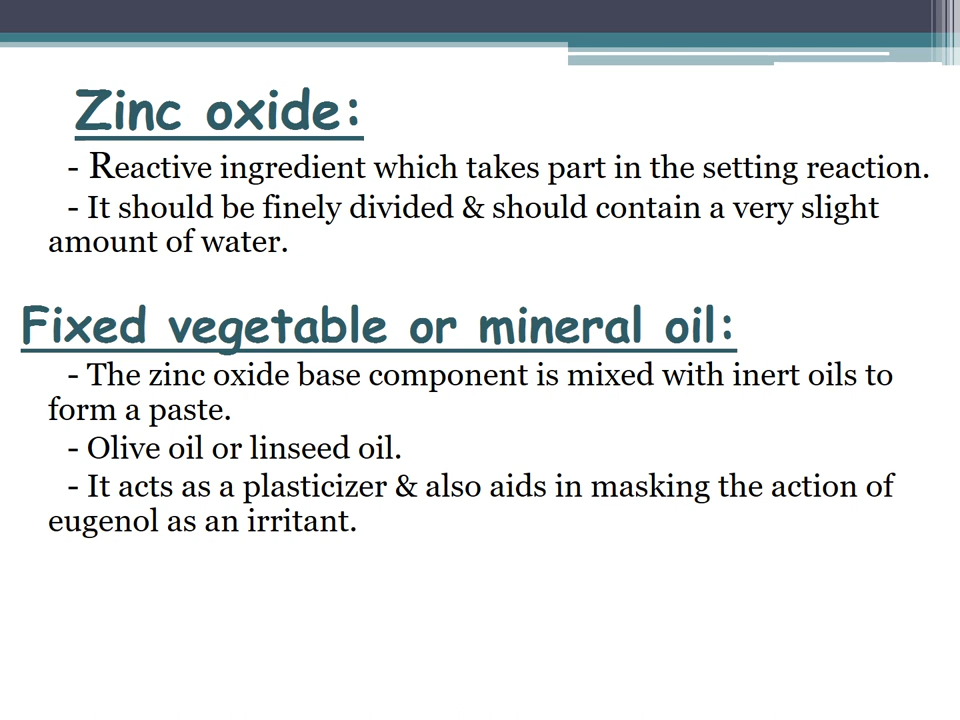 Zinc oxide:
- Reactive ingredient which takes part in the setting reaction.
- It should be finely divided & should contain a very slight
amount of water.
Fixed vegetable or mineral oil:
- The zinc oxide base component is mixed with inert oils to
form a paste.
- Olive oil or linseed oil.
- It acts as a plasticizer & also aids in masking the action of
eugenol as an irritant.